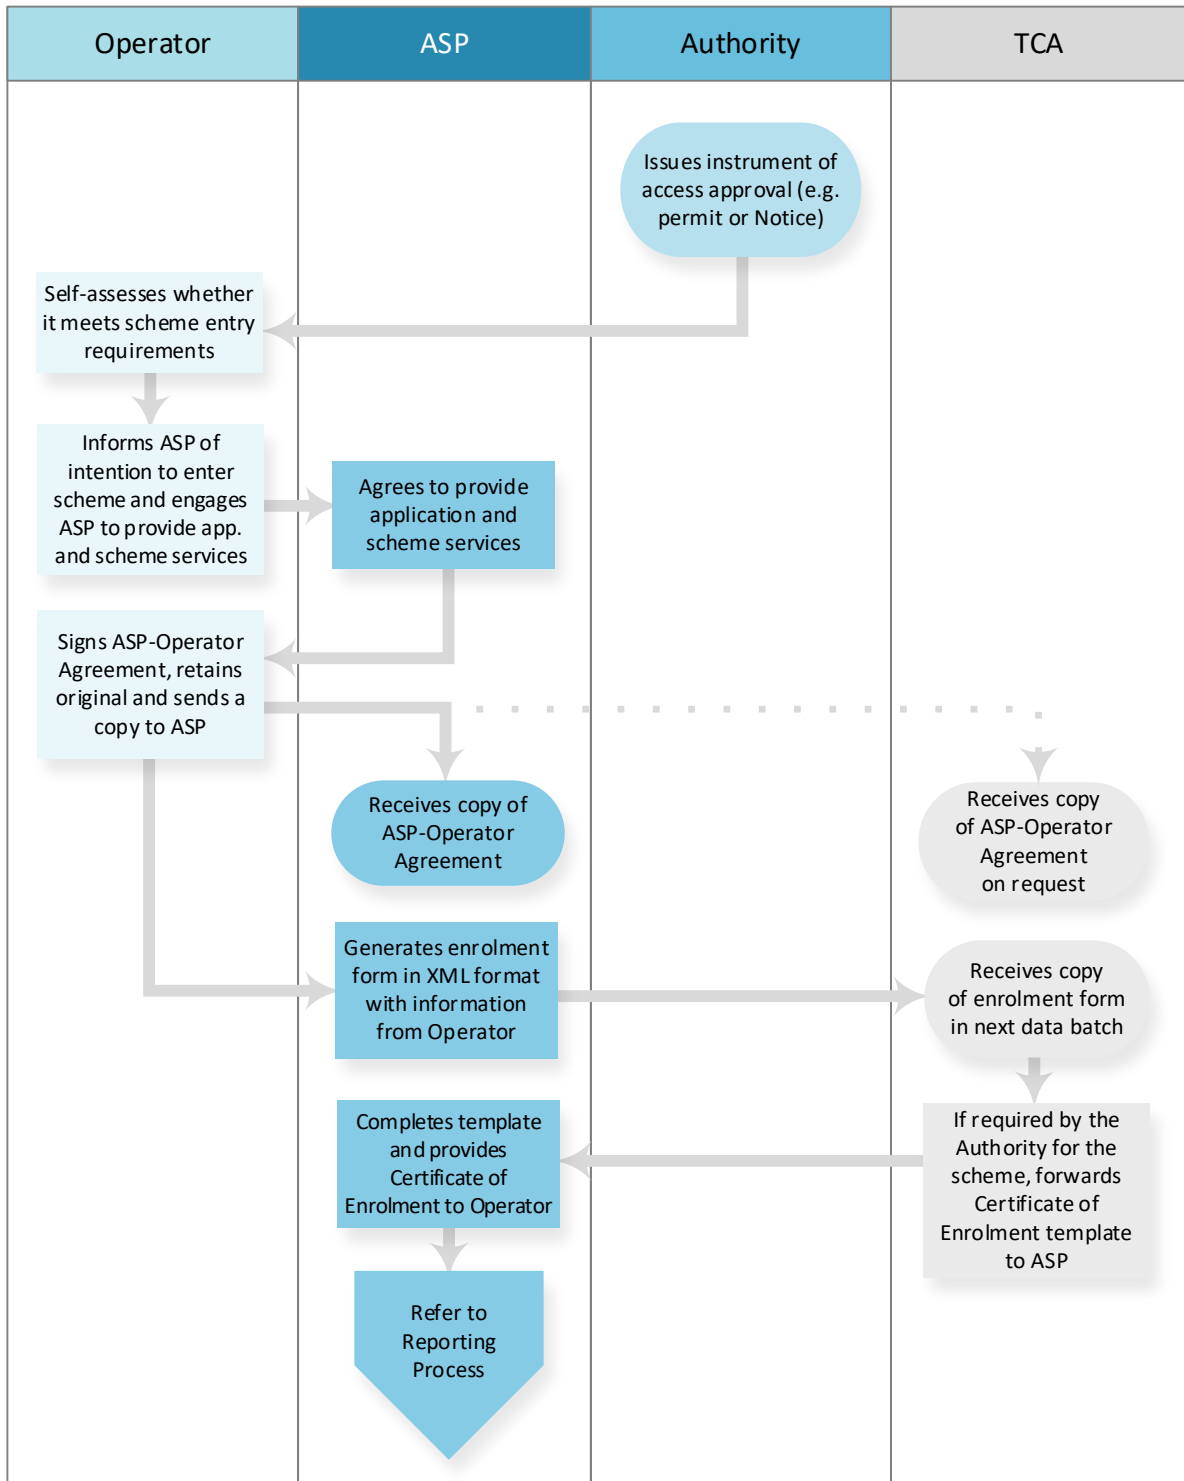 Operator
ASP
Authority
TCA
Issues instrument of
access approval (e.g.
permit or Notice)
Self-assesses whether
it meets scheme entry
requirements
Informs ASP of
intention to enter
scheme and engages
ASP to provide app.
and scheme services
Agrees to provide
application and
scheme services
Signs ASP-Operator
Agreement, retains
original and sends a
copy to ASP
Receives copy of
ASP-Operator
Agreement
Receives copy
of ASP-Operator
Agreement
on request
Generates enrolment
form in XML format
with information
from Operator
Receives copy
of enrolment form
in next data batch
Completes template
and provides
Certificate of
Enrolment to Operator
If required by the
Authority for the
scheme, forwards
Certificate of
Enrolment template
to ASP
Refer to
Reporting
Process